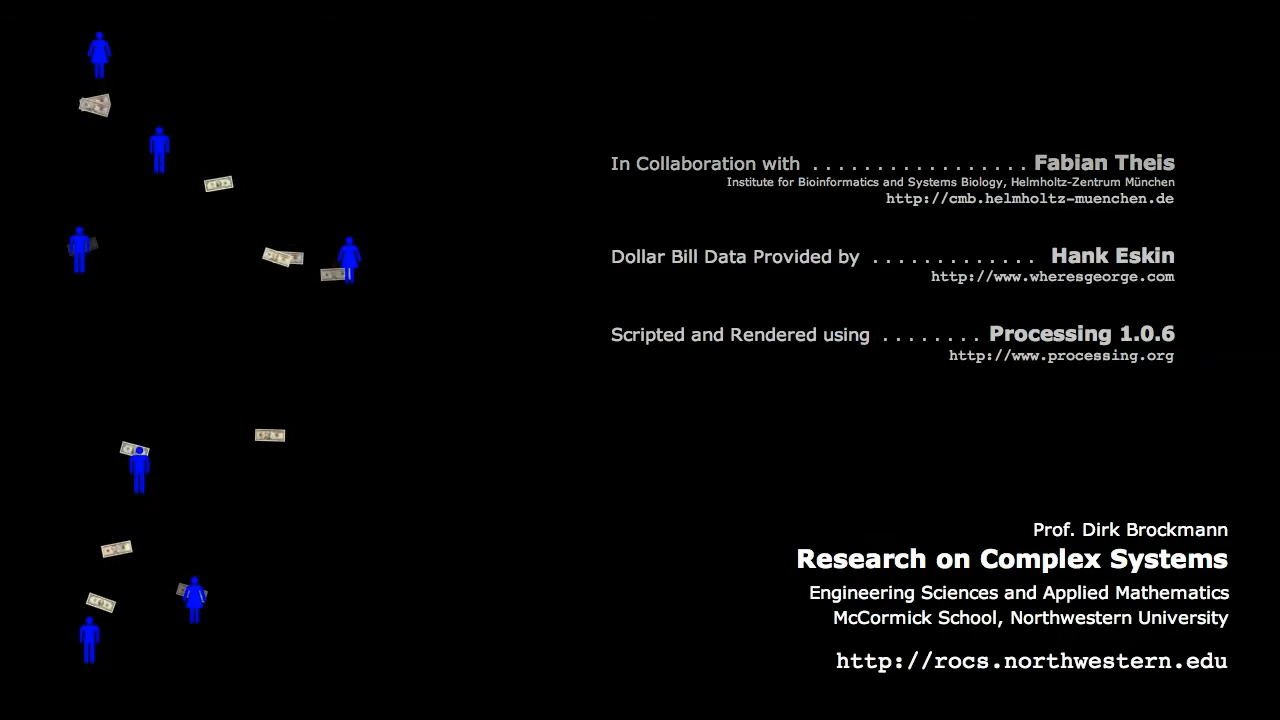 In Collaboration with . . . . . . . . . . . . . . . . . Fabian Theis
Institute for Bioinformatics and Systems Biology, Helmholtz-Zentrum München
http://cmb.helmholtz-muenchen.de
Dollar Bill Data Provided by . . . . . . . . . . . . . Hank Eskin
http://www.wheresgeorge.com
Scripted and Rendered using . . . . . . . . Processing 1.0.6
http://www.processing.org
Prof. Dirk Brockmann
Research on Complex Systems
Engineering Sciences and Applied Mathematics
McCormick School, Northwestern University
http://rocs.northwestern.edu